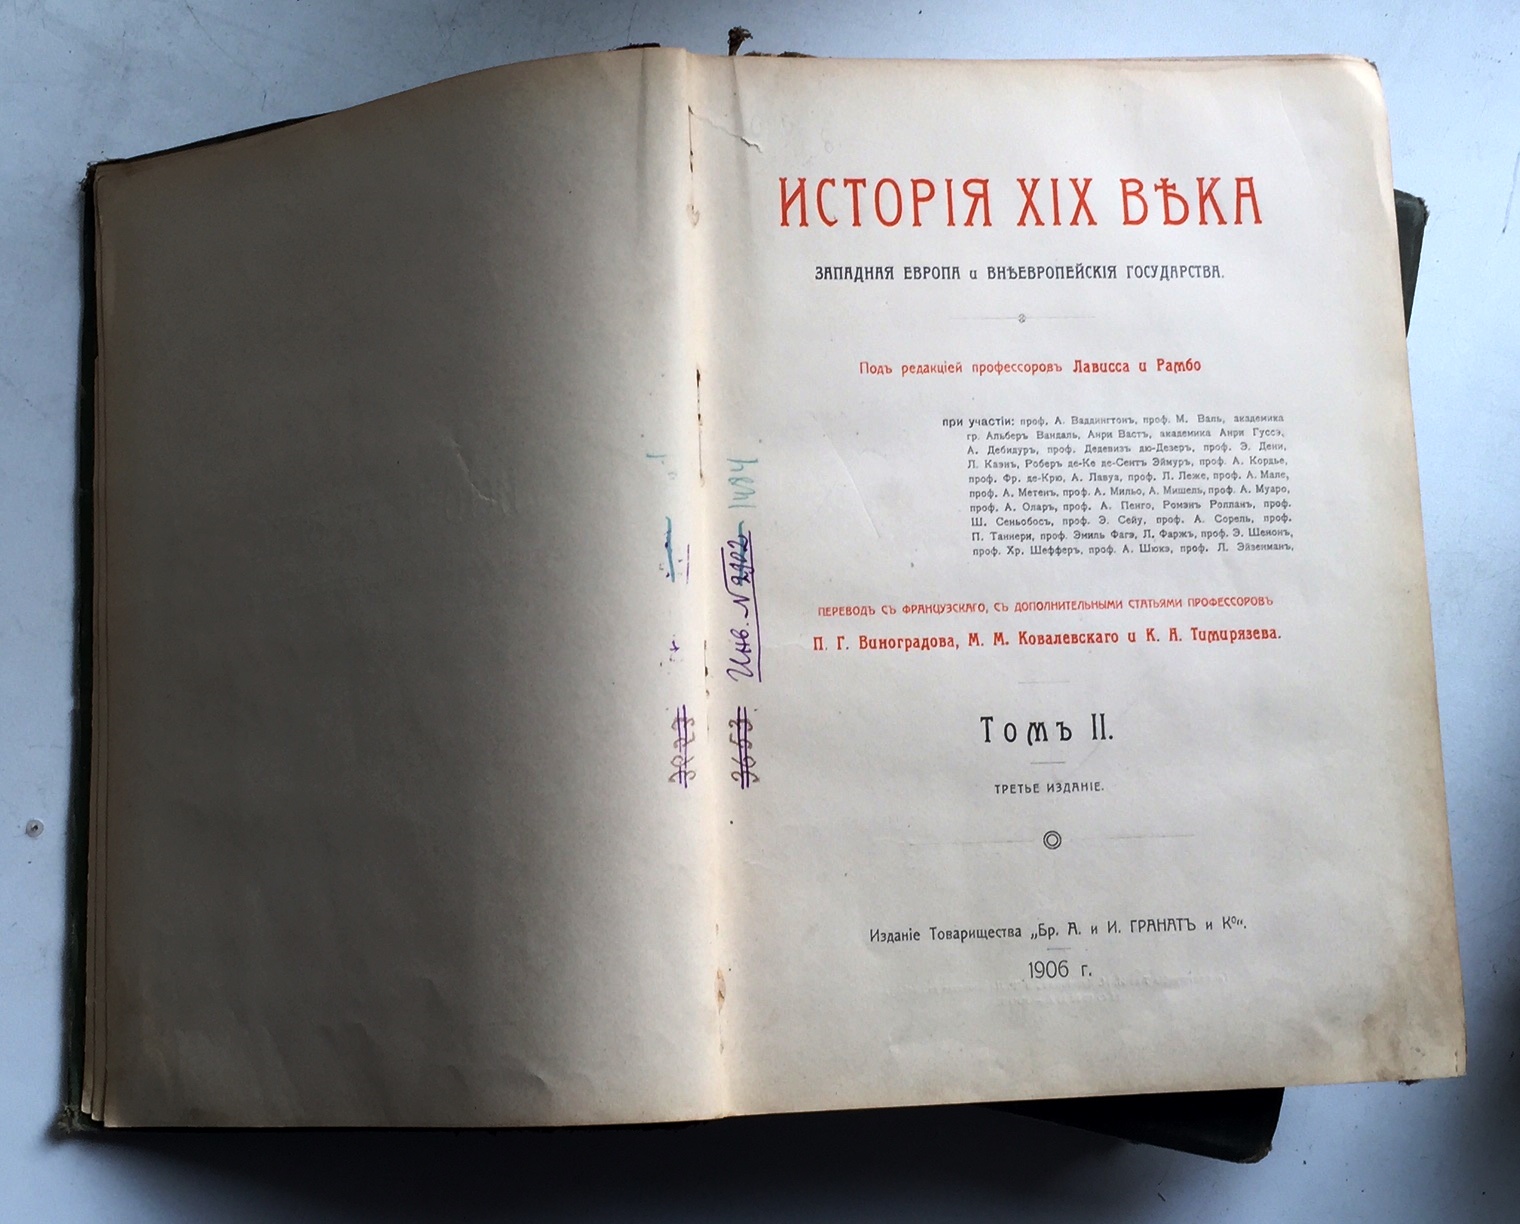 ИСТОРІЯ XIX ВѢКА
ЗАПАДНАЯ ЕВРОПА и ВНѢЕВРОПЕЙСКІЯ ГОСУДАРСТВА.
Подъ редакціей профессоровъ Лависса и Рамбо
при участіи: проф. А. Ваддингтонъ, проф. М. Валь, академика
гр. Альберъ Вандаль, Анри Вастъ, академика Анри Гуссэ,
А. Дебидуръ, проф. Дедевизъ дю-Дезеръ, проф. Э. Дени,
Л. Каэнъ, Роберъ де-Ке де-Сентъ Эймуръ, проф. А. Кордье,
проф. Фр. де-Крю, А. Лавуа, проф. Л. Леже, проф. А. Мале,
проф. А. Метенъ, проф. А. Мильо, А. Мишель, проф. А. Муаро,
проф. А. Оларъ, проф. А. Пенго, Ромэнъ Ролланъ, проф.
Ш. Сеньобосъ, проф. Э. Сейу, проф. А. Сорель, проф.
П. Таннери, проф. Эмиль Фагэ, Л. Фаржъ, проф. Э. Шенонъ,
проф. Хр. Шефферъ, проф. А. Шюкэ, проф. Л. Эйзенманъ,
ПЕРЕВОДЪ СЪ ФРАНЦУЗСКАГО, СЪ ДОПОЛНИТЕЛЬНЫМИ СТАТЬЯМИ ПРОФЕССОРОВЪ
П. Г. Виноградова, М. М. Ковалевскаго и К. А. Тимирязева.
Томъ II.
ТРЕТЬЕ ИЗДАНІЕ.
Изданіе Товарищества „Бр. А. и И. ГРАНАТЪ и Кº“.
1906 г.
3653
Инв. N
1484